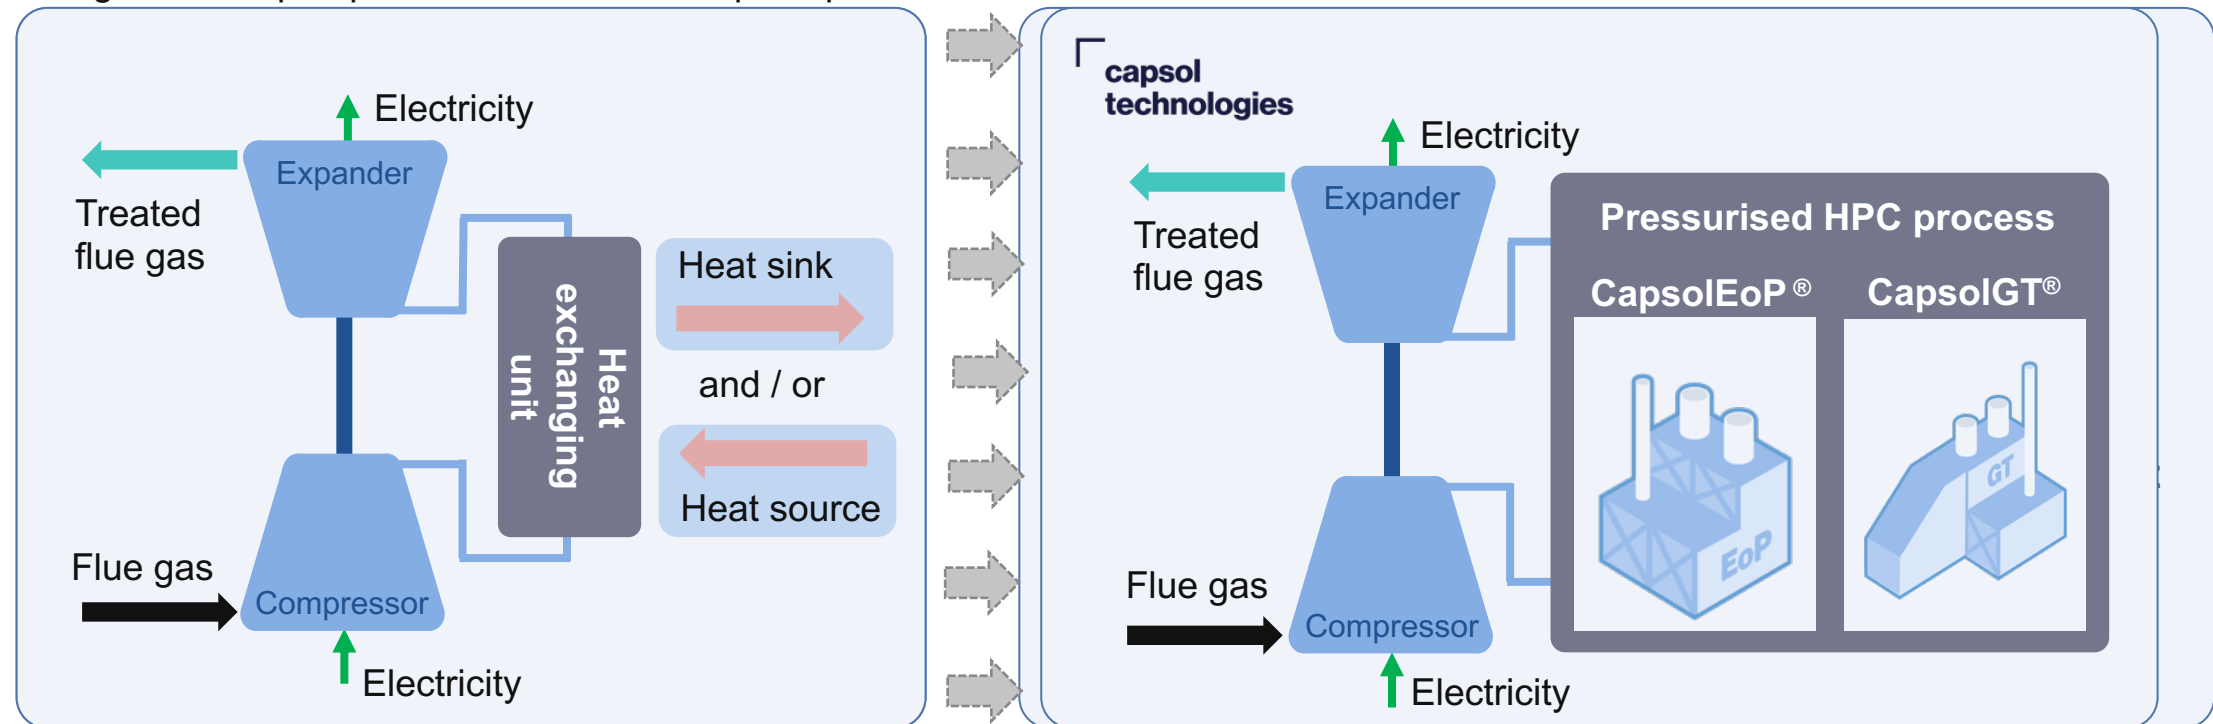 Electricity
Expander
Treated
flue gas
Heat
exchanging
unit
Heat sink
and / or
Heat source
Flue gas
Compressor
Electricity
capsol
technologies
Electricity
Expander
Treated
flue gas
Pressurised HPC process
CapsolEoP ®
CapsolGT®
EoP
GT
Flue gas
Compressor
Electricity